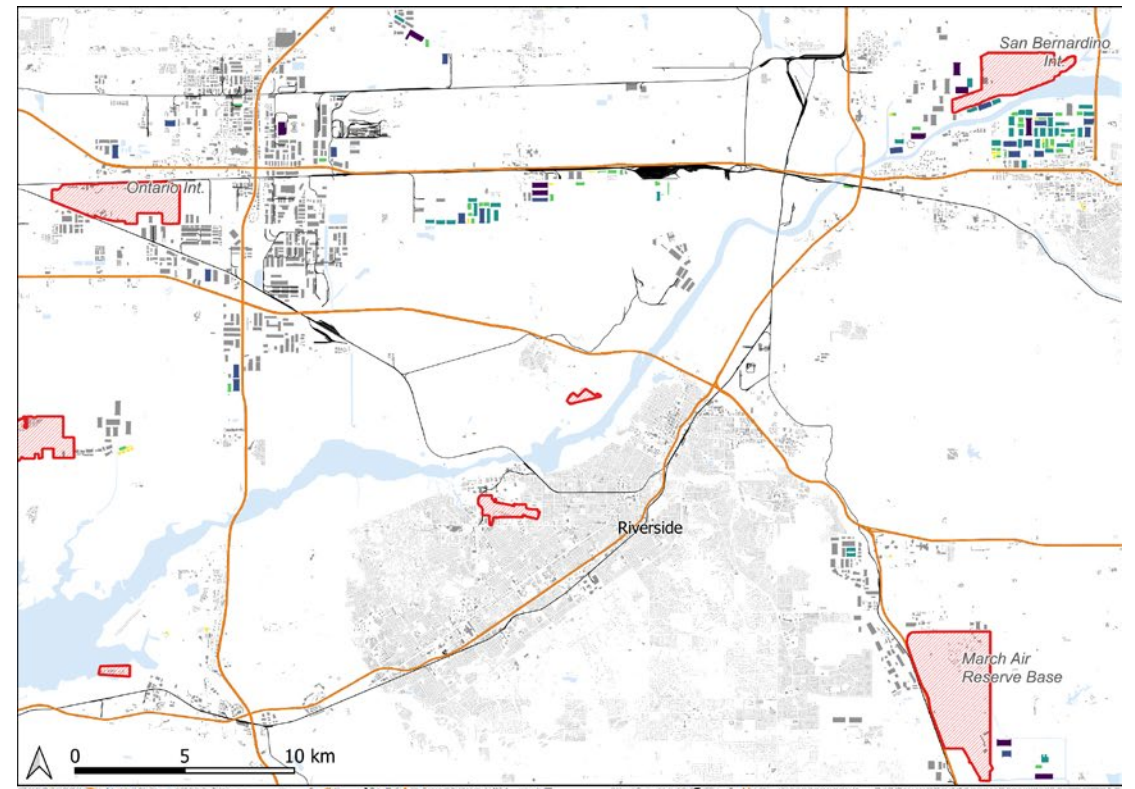 San Bernardino
Int.
Ontario Int.
Riverside
March Air
Reserve Base
0 5 10 km